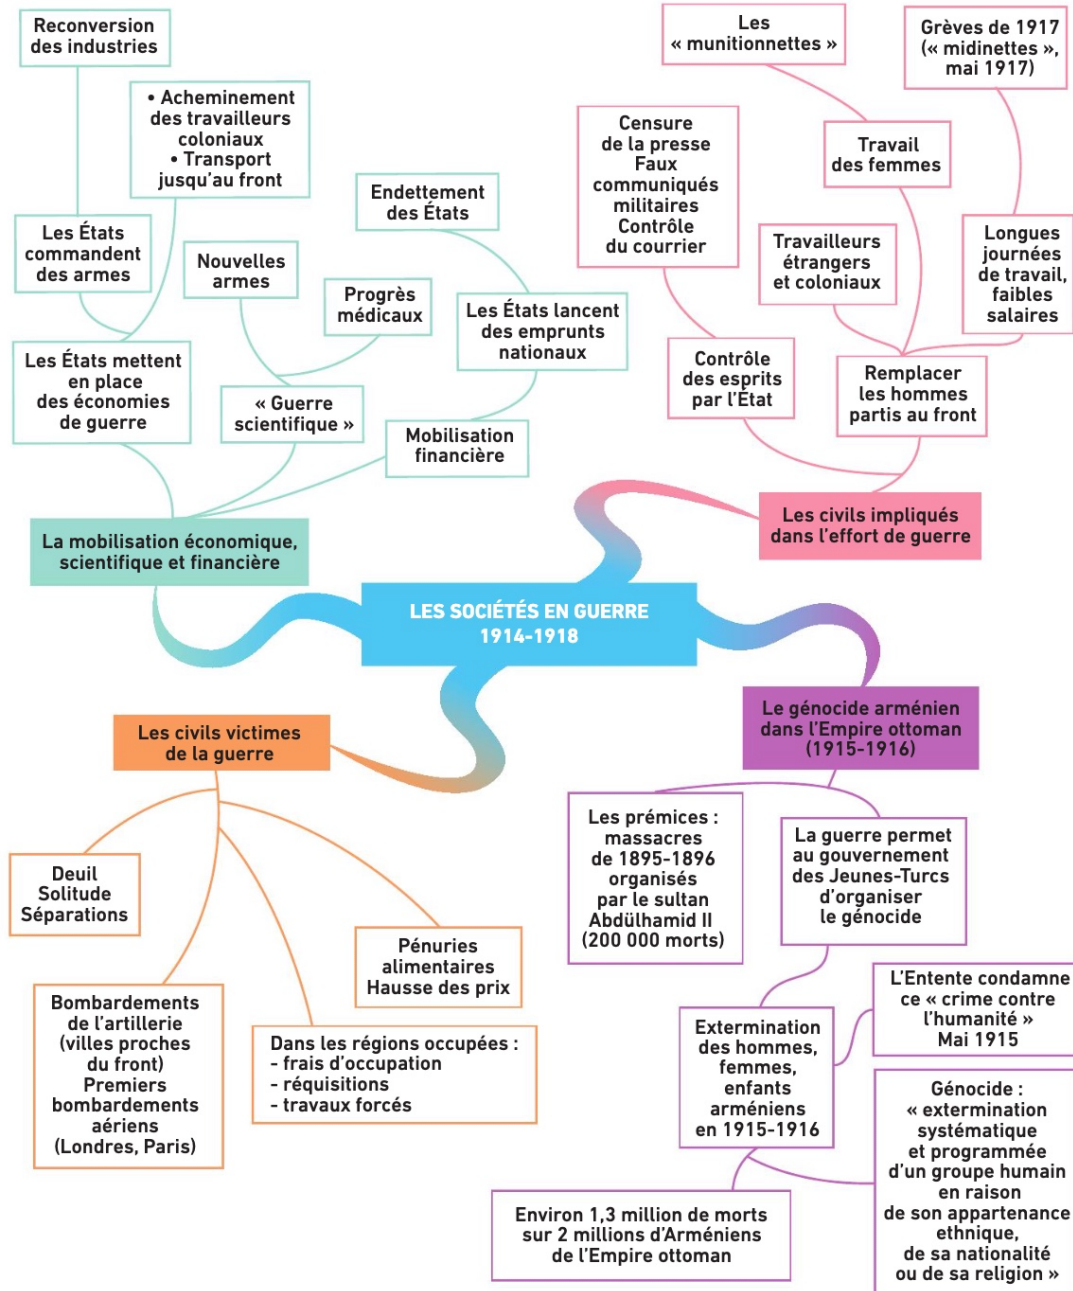 Reconversion
des industries
• Acheminement
des travailleurs
coloniaux
• Transport
jusqu'au front
Les États
commandent
des armes
Nouvelles
armes
Progrès
médicaux
Endettement
des États
Les États lancent
des emprunts
nationaux
Les États mettent
en place
des économies
de guerre
« Guerre
scientifique »
Mobilisation
financière
La mobilisation économique,
scientifique et financière
Les
« munitionnettes »
Grèves de 1917
(« midinettes »,
mai 1917)
Censure
de la presse
Faux
communiqués
militaires
Contrôle
du courrier
Travail
des femmes
Travailleurs
étrangers
et coloniaux
Longues
journées
de travail,
faibles
salaires
Contrôle
des esprits
par l'État
Remplacer
les hommes
partis au front
Les civils impliqués
dans l'effort de guerre
LES SOCIÉTÉS EN GUERRE
1914-1918
Les civils victimes
de la guerre
Deuil
Solitude
Séparations
Bombardements
de l'artillerie
(villes proches
du front)
Premiers
bombardements
aériens
(Londres, Paris)
Dans les régions occupées :
- frais d'occupation
- réquisitions
- travaux forcés
Pénuries
alimentaires
Hausse des prix
Le génocide arménien
dans l'Empire ottoman
(1915-1916)
Les prémices :
massacres
de 1895-1896
organisés
par le sultan
Abdülhamid II
(200 000 morts)
La guerre permet
au gouvernement
des Jeunes-Turcs
d'organiser
le génocide
Extermination
des hommes,
femmes,
enfants
arméniens
en 1915-1916
L'Entente condamne
ce « crime contre
l'humanité »
Mai 1915
Génocide :
« extermination
systématique
et programmée
d'un groupe humain
en raison
de son appartenance
ethnique,
de sa nationalité
ou de sa religion »
Environ 1,3 million de morts
sur 2 millions d'Arméniens
de l'Empire ottoman